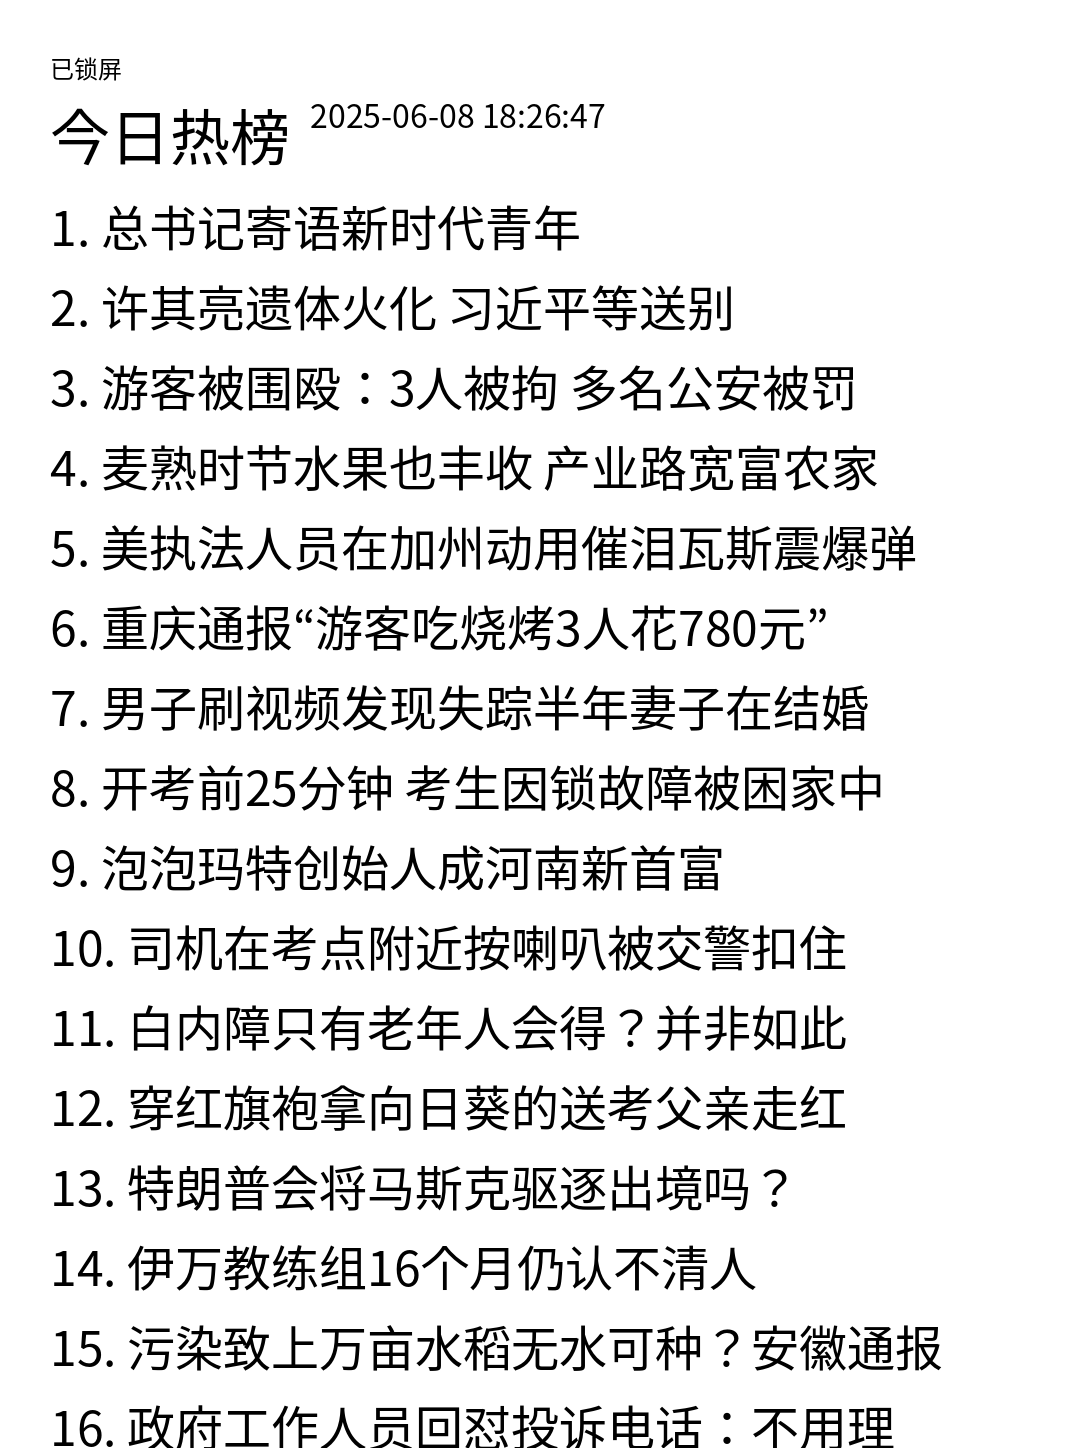 已锁屏
今日热榜 2025-06-08 18:26:47
1. 总书记寄语新时代青年
2. 许其亮遗体火化 习近平等送别
3. 游客被围殴：3人被拘 多名公安被罚
4. 麦熟时节水果也丰收 产业路宽富农家
5. 美执法人员在加州动用催泪瓦斯震爆弹
6. 重庆通报“游客吃烧烤3人花780元”
7. 男子刷视频发现失踪半年妻子在结婚
8. 开考前25分钟 考生因锁故障被困家中
9. 泡泡玛特创始人成河南新首富
10. 司机在考点附近按喇叭被交警扣住
11. 白内障只有老年人会得？并非如此
12. 穿红旗袍拿向日葵的送考父亲走红
13. 特朗普会将马斯克驱逐出境吗？
14. 伊万教练组16个月仍认不清人
15. 污染致上万亩水稻无水可种？安徽通报
16. 政府工作人员回怼投诉电话：不用理